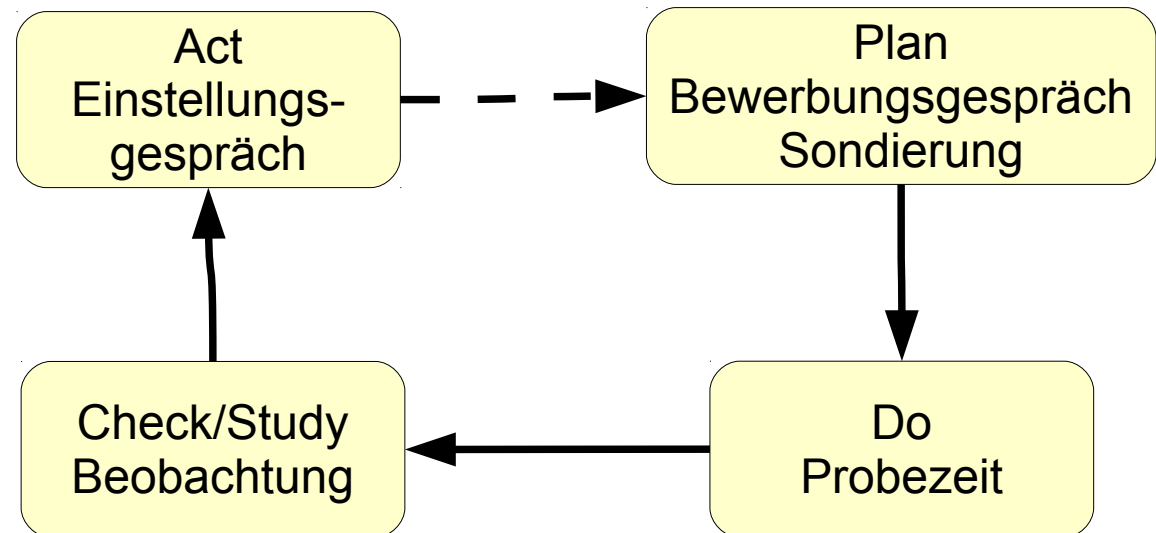 Act
Einstellungs-
gespräch
Plan
Bewerbungsgespräch
Sondierung
Check/Study
Beobachtung
Do
Probezeit